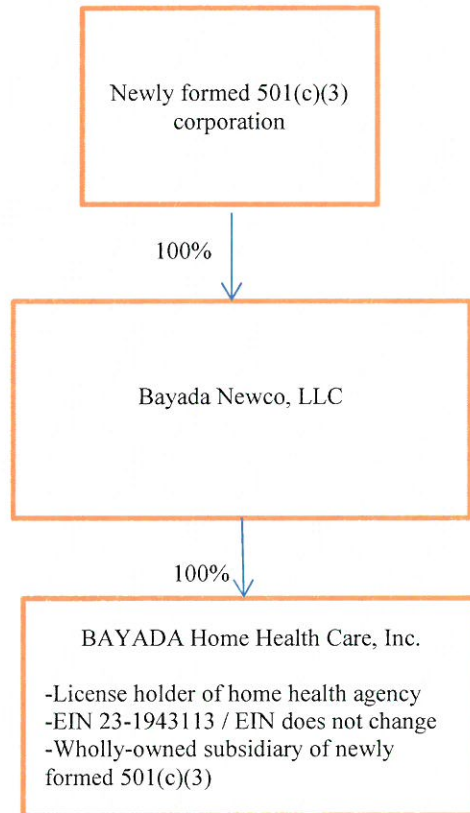 Newly formed 501(c)(3)
corporation
100%
Bayada Newco, LLC
100%
BAYADA Home Health Care, Inc.
-License holder of home health agency
-EIN 23-1943113 / EIN does not change
-Wholly-owned subsidiary of newly
formed 501(c)(3)